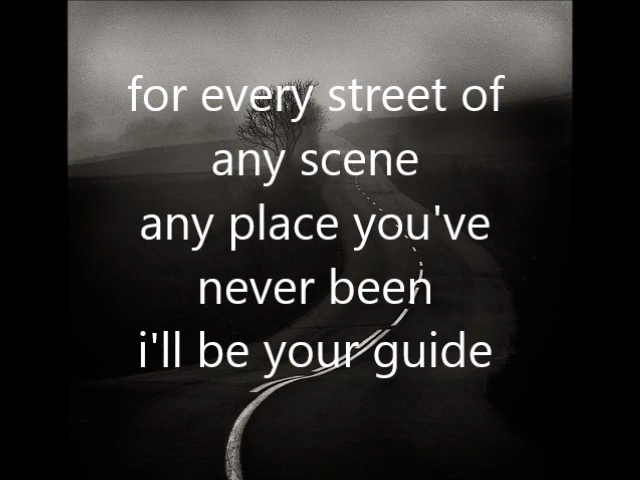 for every street of
any scene
any place you've
never been
i'll be your guide